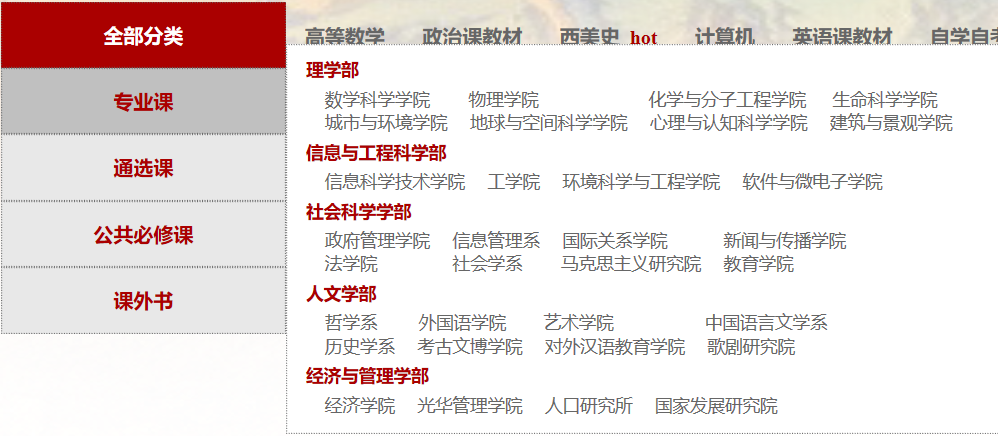 全部分类
高等数学 政治课教材 西美史 hot 计算机 英语课教材 自学自考
专业课
通选课
公共必修课
课外书
理学部
数学科学学院 物理学院 化学与分子工程学院 生命科学学院
城市与环境学院 地球与空间科学学院 心理与认知科学学院 建筑与景观学院
信息与工程科学部
信息科学技术学院 工学院 环境科学与工程学院 软件与微电子学院
社会科学学部
政府管理学院 信息管理系 国际关系学院 新闻与传播学院
法学院 社会学系 马克思主义研究院 教育学院
人文学部
哲学系 外国语学院 艺术学院 中国语言文学系
历史学系 考古文博学院 对外汉语教育学院 歌剧研究院
经济与管理学部
经济学院 光华管理学院 人口研究所 国家发展研究院